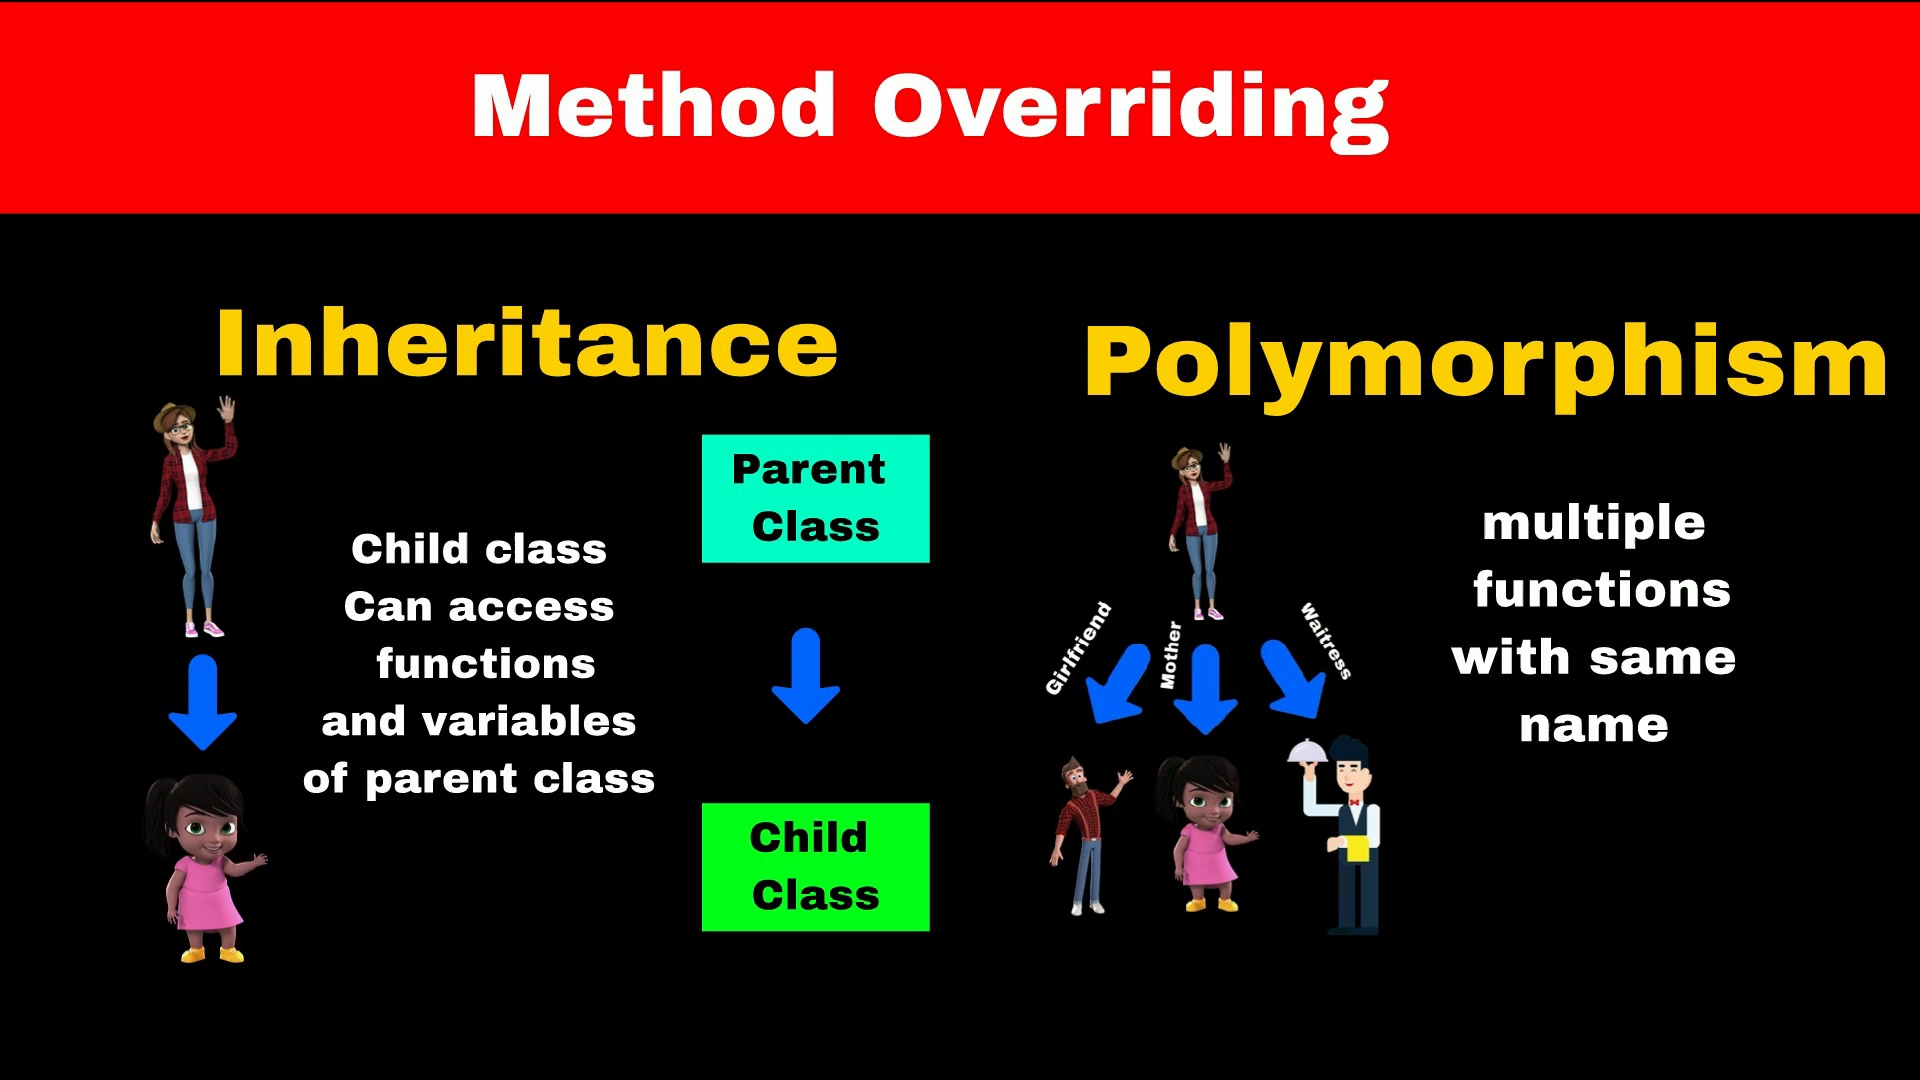 Method Overriding
Inheritance
Child class
Can access
functions
and variables
of parent class
Parent
Class
Child
Class
Polymorphism
Girlfriend
Mother
Waitress
multiple
functions
with same
name